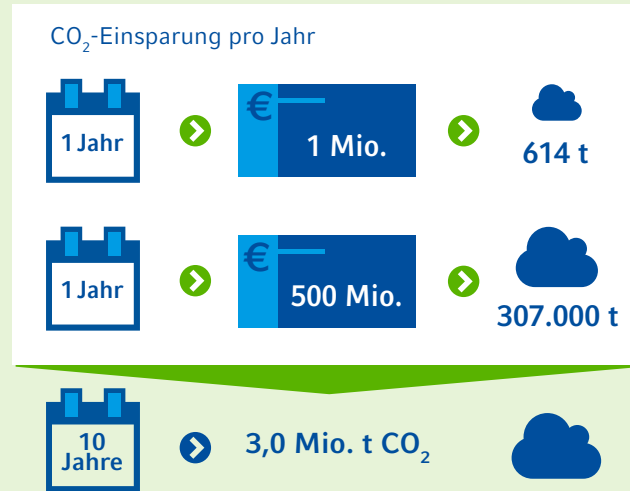 CO₂-Einsparung pro Jahr
1 Jahr
€
1 Mio.
614 t
1 Jahr
€
500 Mio.
307.000 t
10
Jahre
3,0 Mio. t CO₂